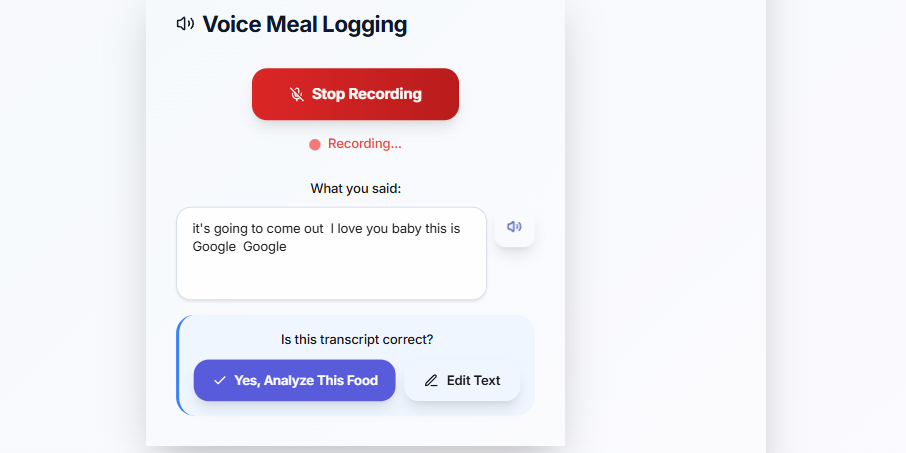 Voice Meal Logging
Stop Recording
Recording...
What you said:
it's going to come out  I love you baby this is
Google  Google
Is this transcript correct?
Yes, Analyze This Food
Edit Text